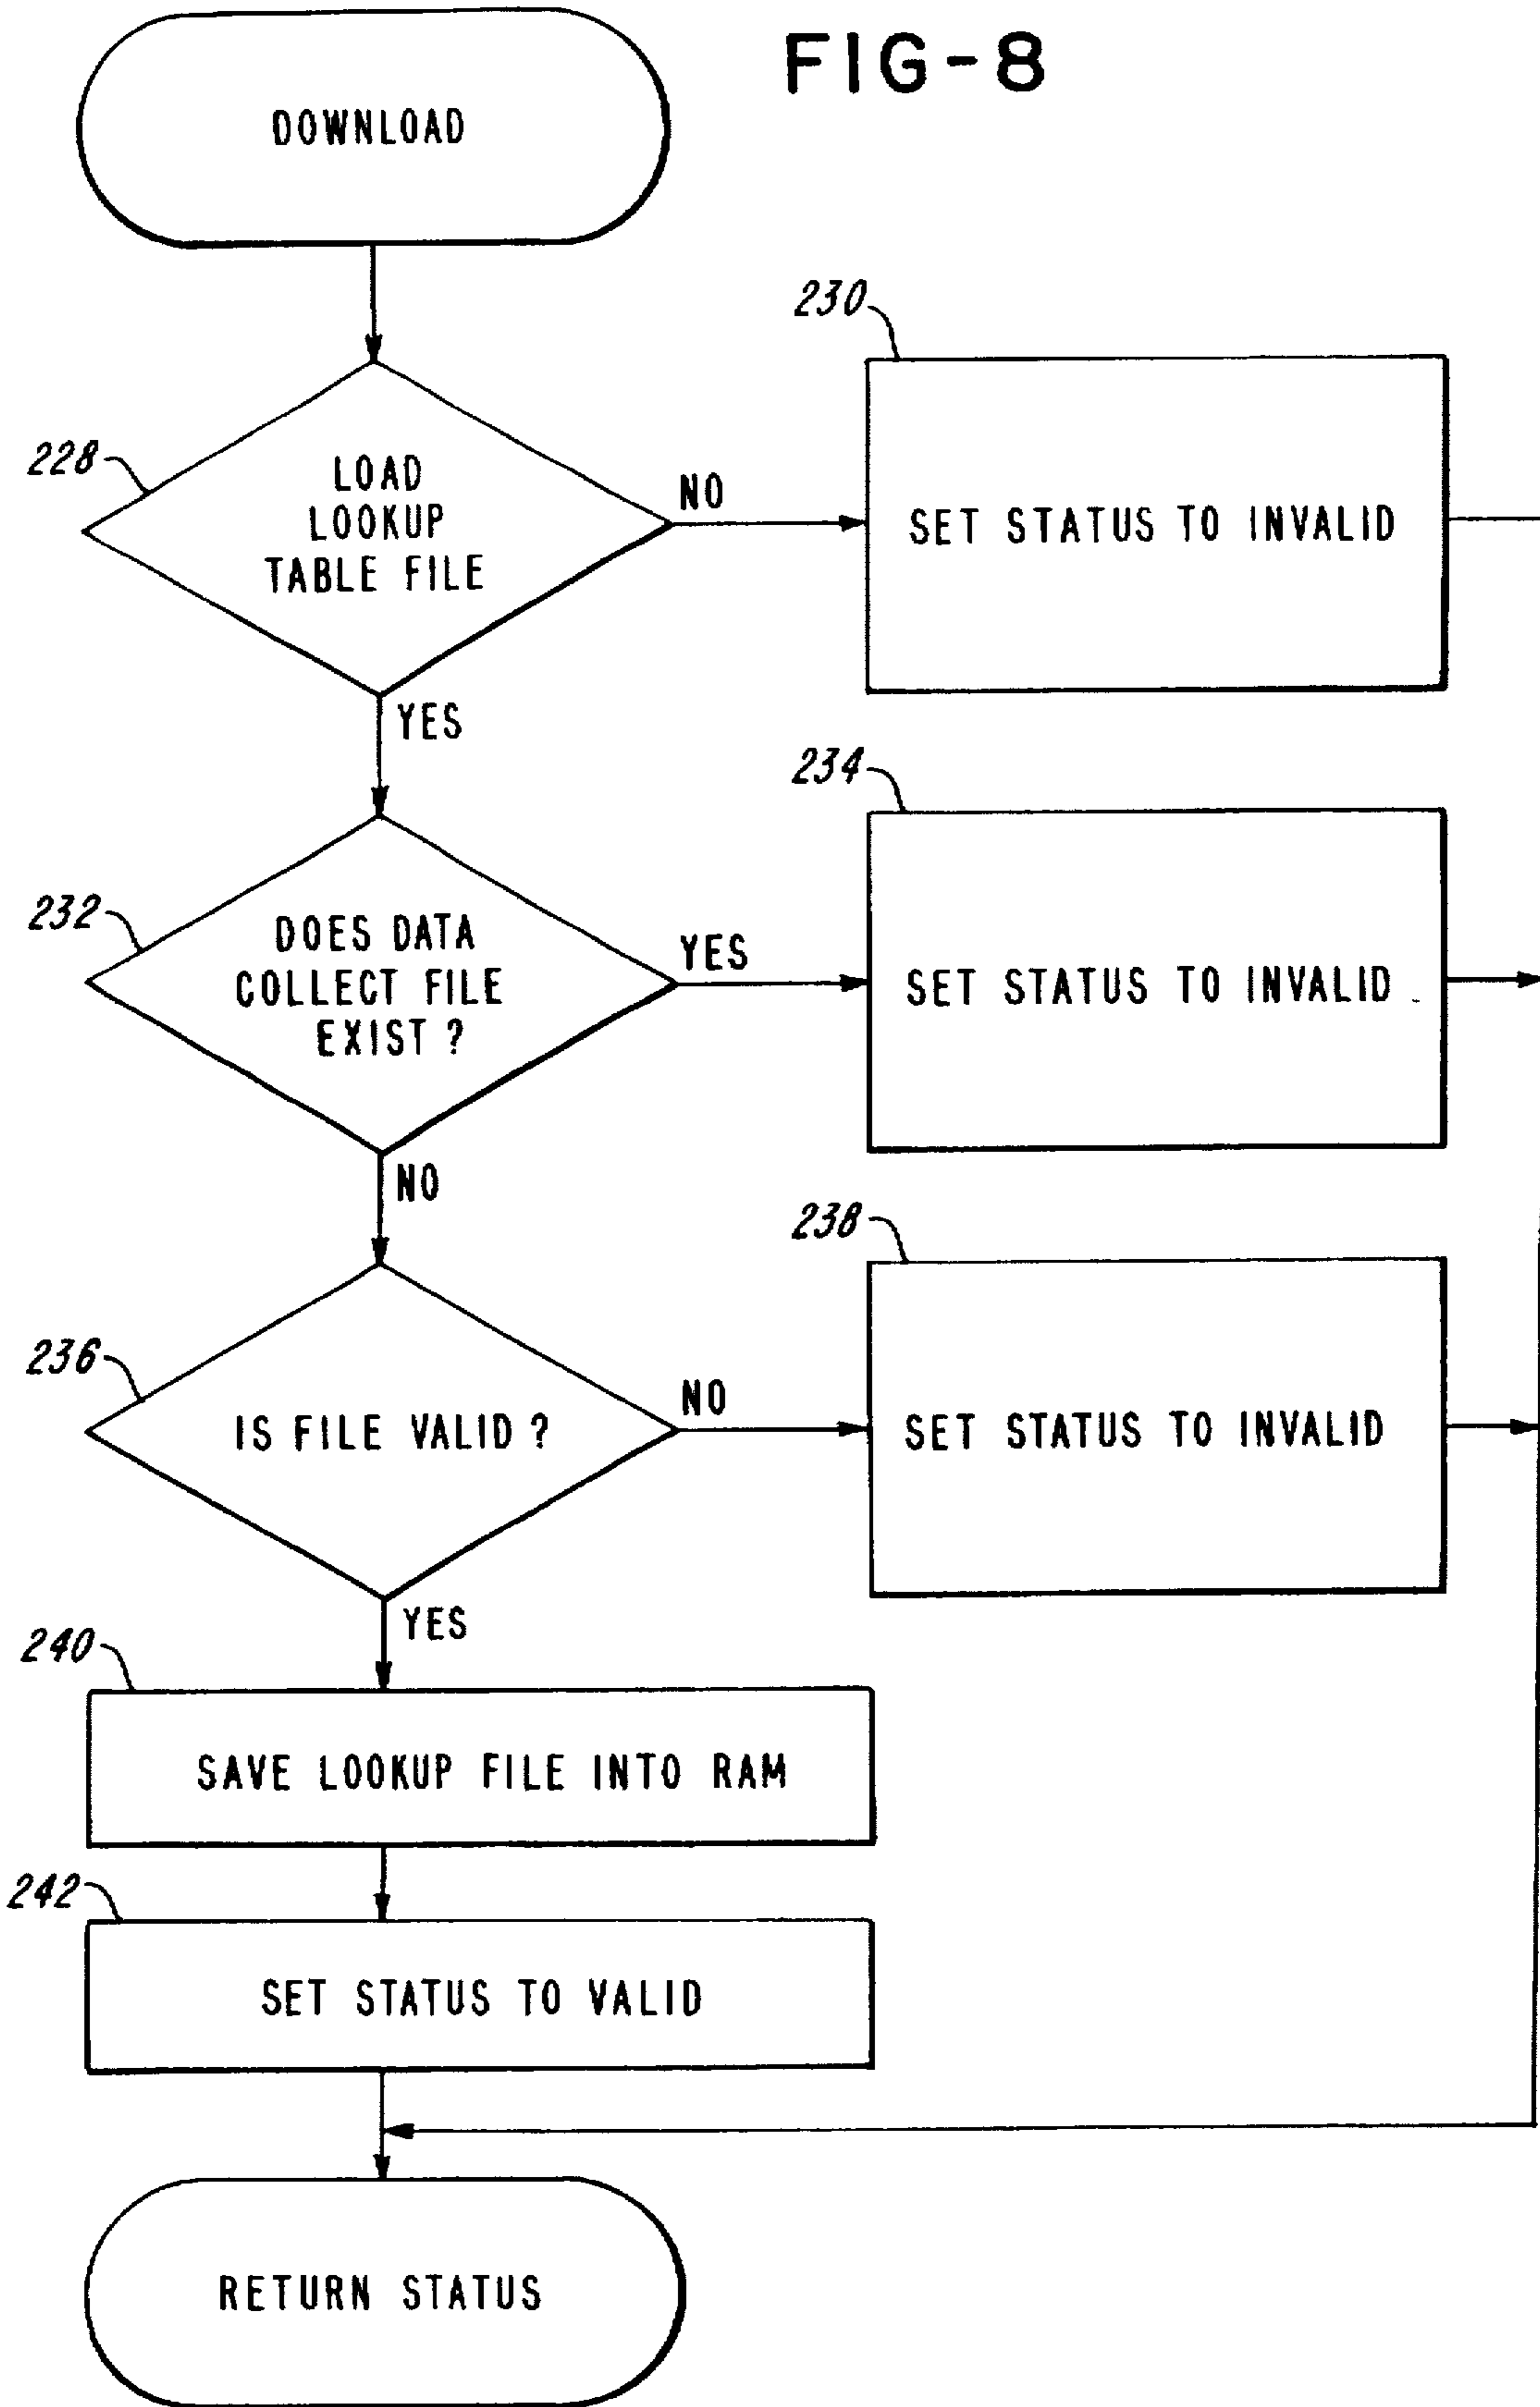 FIG-8
DOWNLOAD
228
LOAD
LOOKUP
TABLE FILE
NO
230
SET STATUS TO INVALID
YES
232
DOES DATA
COLLECT FILE
EXIST ?
YES
234
SET STATUS TO INVALID
NO
236
IS FILE VALID ?
NO
238
SET STATUS TO INVALID
YES
240
SAVE LOOKUP FILE INTO RAM
242
SET STATUS TO VALID
RETURN STATUS